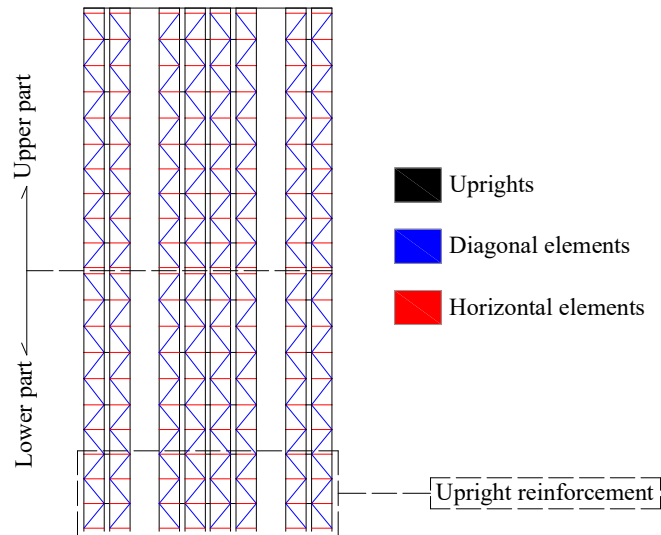 Upper part
Lower part
Uprights
Diagonal elements
Horizontal elements
Upright reinforcement